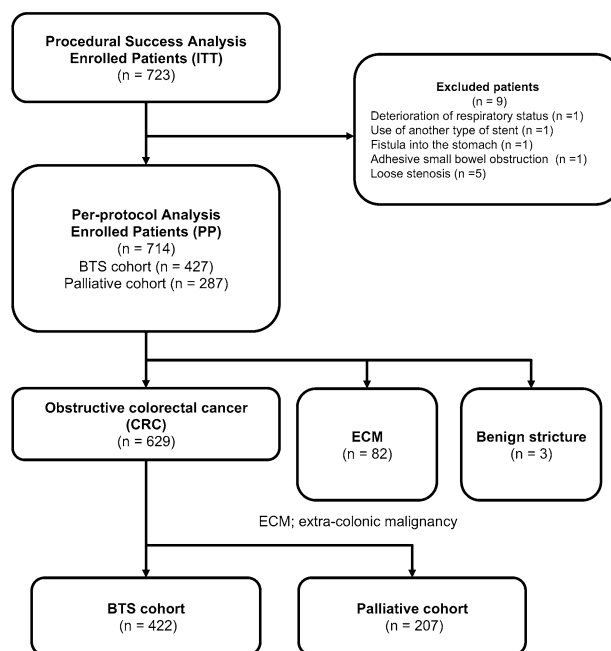 Procedural Success Analysis
Enrolled Patients (ITT)
(n = 723)
Excluded patients
(n = 9)
Deterioration of respiratory status (n =1)
Use of another type of stent (n =1)
Fistula into the stomach (n =1)
Adhesive small bowel obstruction (n =1)
Loose stenosis (n =5)
Per-protocol Analysis
Enrolled Patients (PP)
(n = 714)
BTS cohort (n = 427)
Palliative cohort (n = 287)
Obstructive colorectal cancer
(CRC)
(n = 629)
ECM
(n = 82)
Benign stricture
(n = 3)
ECM; extra-colonic malignancy
BTS cohort
(n = 422)
Palliative cohort
(n = 207)